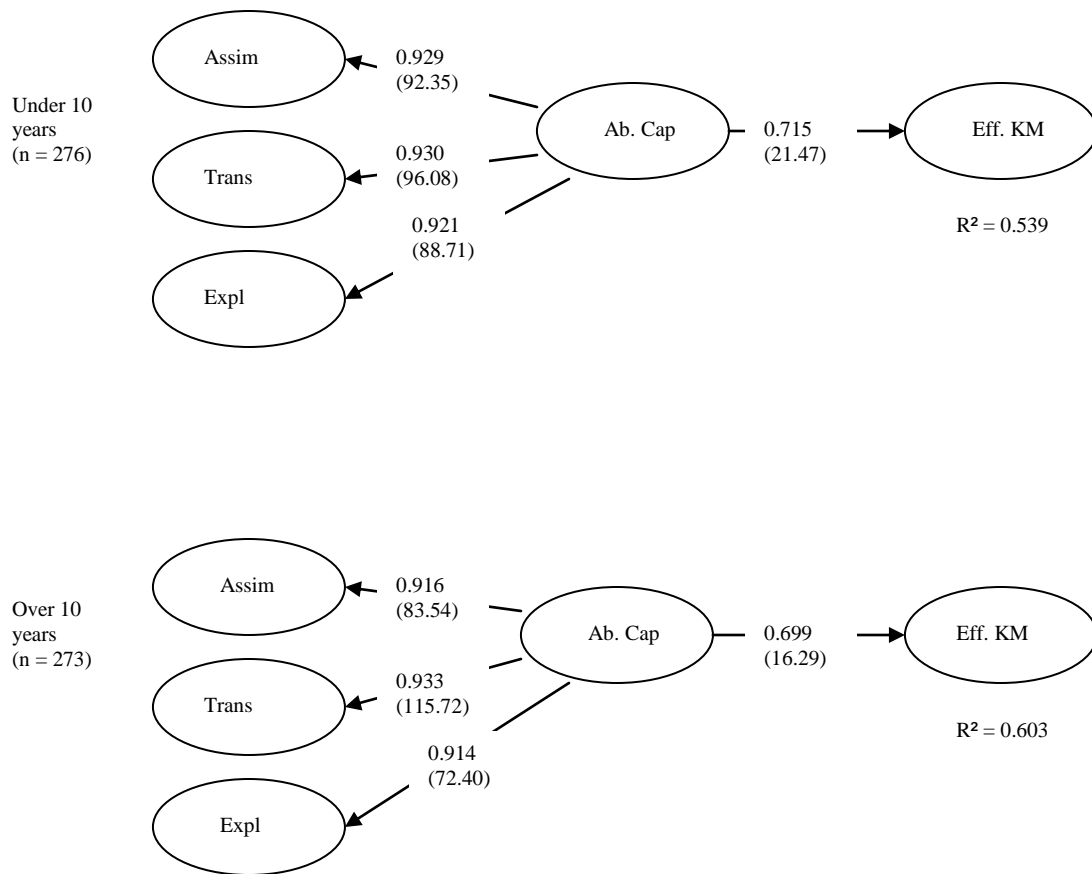 Under 10
years
(n = 276)
Assim
Trans
Expl
0.929
(92.35)
0.930
(96.08)
0.921
(88.71)
Ab. Cap
0.715
(21.47)
Eff. KM
R² = 0.539
Over 10
years
(n = 273)
Assim
Trans
Expl
0.916
(83.54)
0.933
(115.72)
0.914
(72.40)
Ab. Cap
0.699
(16.29)
Eff. KM
R² = 0.603